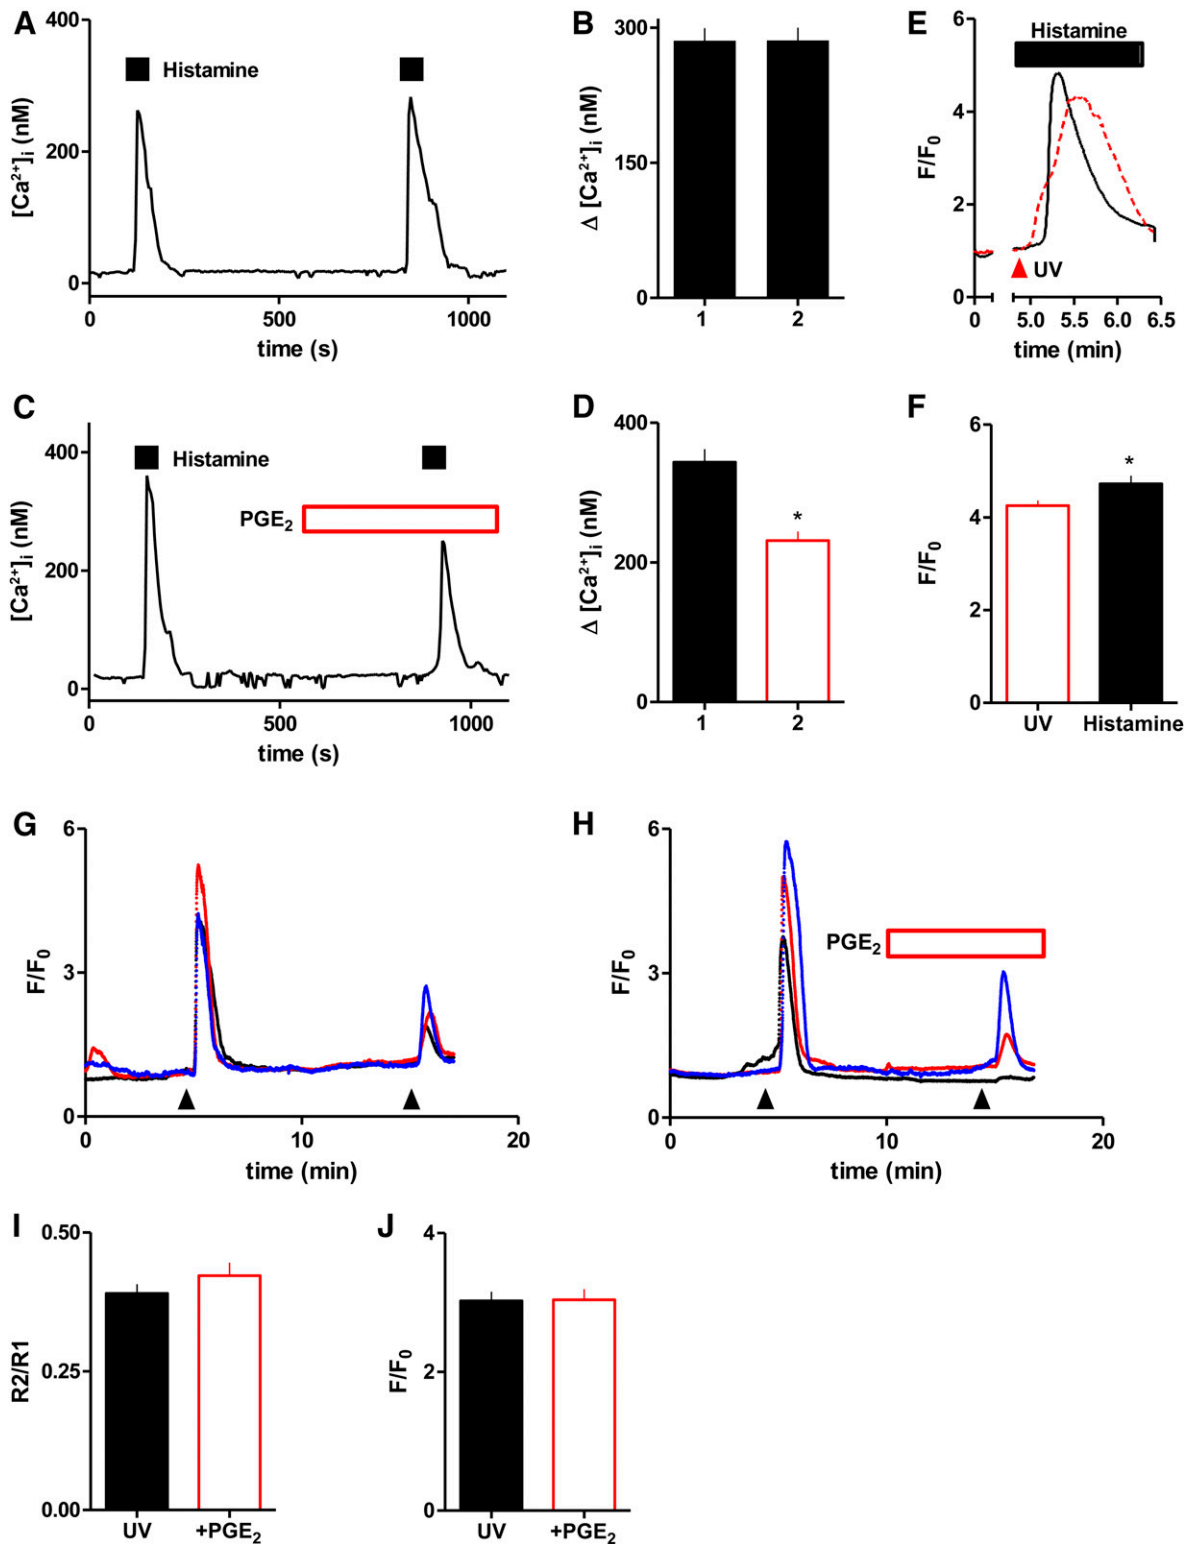 A
[Ca²⁺]ᵢ (nM)
400
200
0
Histamine
0 500 1000
time (s)
B
Δ [Ca²⁺]ᵢ (nM)
300
150
0
1 2
E
F/F₀
6
4
2
0
Histamine
UV
0 5.0 5.5 6.0 6.5
time (min)
C
[Ca²⁺]ᵢ (nM)
400
200
0
Histamine
PGE₂
0 500 1000
time (s)
D
Δ [Ca²⁺]ᵢ (nM)
400
200
0
*
1 2
F
F/F₀
6
4
2
0
*
UV Histamine
G
F/F₀
6
3
0
0 10 20
time (min)
H
F/F₀
6
3
0
PGE₂
0 10 20
time (min)
I
R2/R1
0.50
0.25
0.00
UV +PGE₂
J
F/F₀
4
2
0
UV +PGE₂